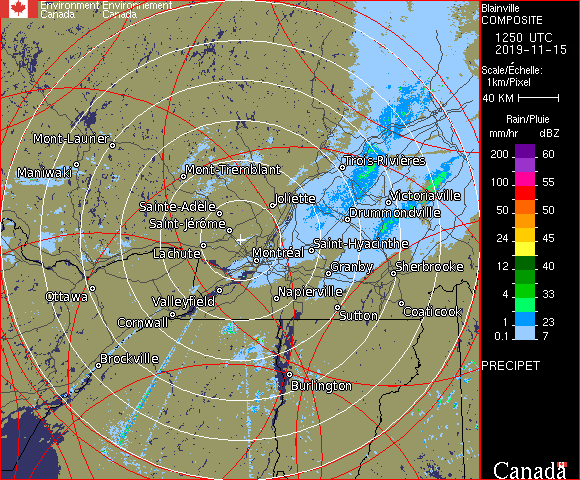 Environment Environnement
Canada Canada
Blainville
COMPOSITE
1250 UTC
2019-11-15
Scale/Échelle:
1km/Pixel
40 KM
Rain/Pluie
mm/hr dBZ
200 60
100 55
50 50
24 45
12 40
4 33
1 23
0.1 7
PRECIPET
Canada
Mont-Laurier
Maniwaki
Mont-Tremblant
Trois-Rivières
Joliette
Victoriaville
Sainte-Adele
Drummondville
Saint-Jérôme
Saint-Hyacinthe
Lachute
Montréal
Granby
Sherbrooke
Ottawa
Valleyfield
Napierville
Cornwall
Sutton
Coaticook
Brockville
Burlington